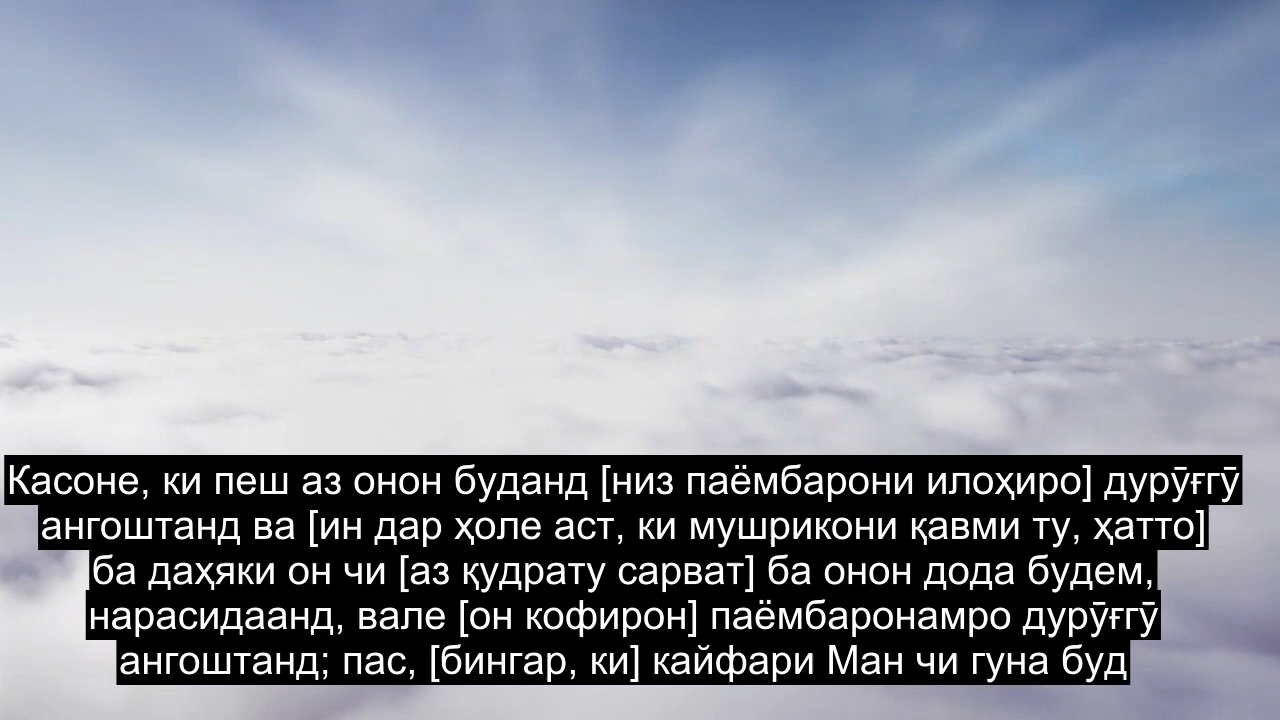 Касоне, ки пеш аз онон буданд [низ паёмбарони илоҳиро] дурӯғгӯ
ангоштанд ва [ин дар ҳоле аст, ки мушрикони қавми ту, ҳатто]
ба даҳяки он чи [аз қудрату сарват] ба онон дода будем,
нарасидаанд, вале [он кофирон] паёмбаронамро дурӯғгӯ
ангоштанд; пас, [бингар, ки] кайфари Ман чи гуна буд